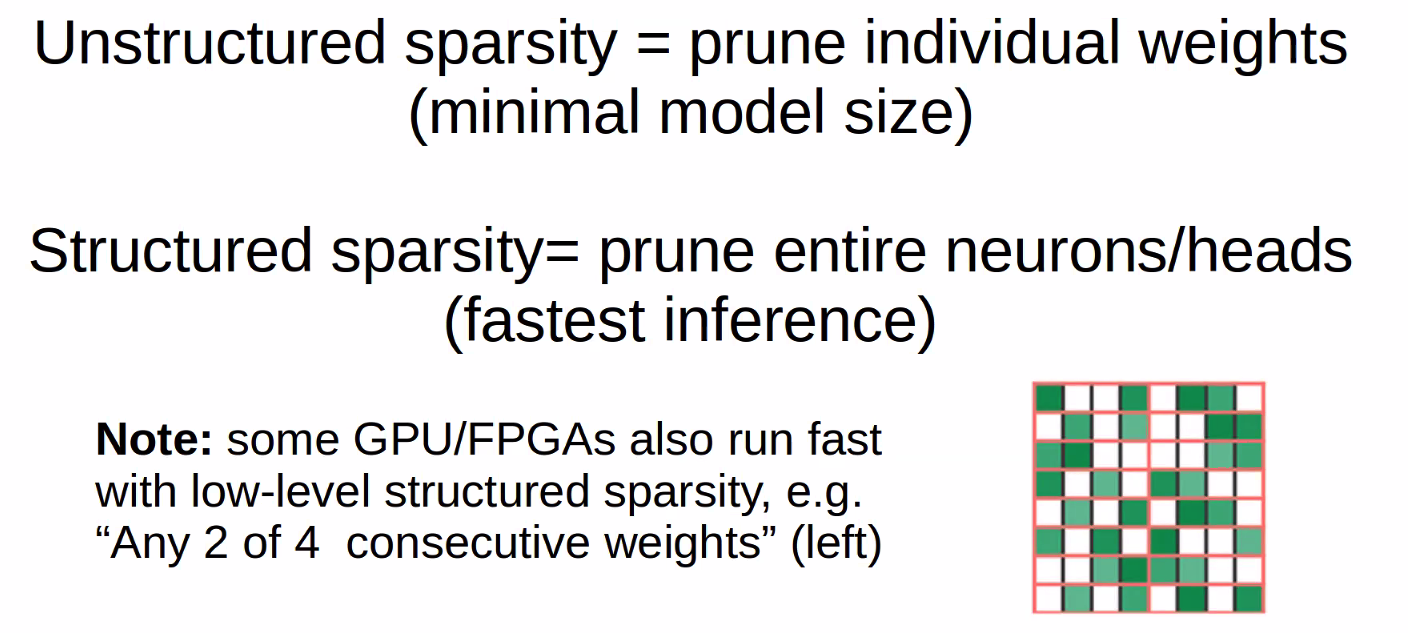 Unstructured sparsity = prune individual weights
(minimal model size)
Structured sparsity= prune entire neurons/heads
(fastest inference)
Note: some GPU/FPGAs also run fast
with low-level structured sparsity, e.g.
“Any 2 of 4  consecutive weights” (left)